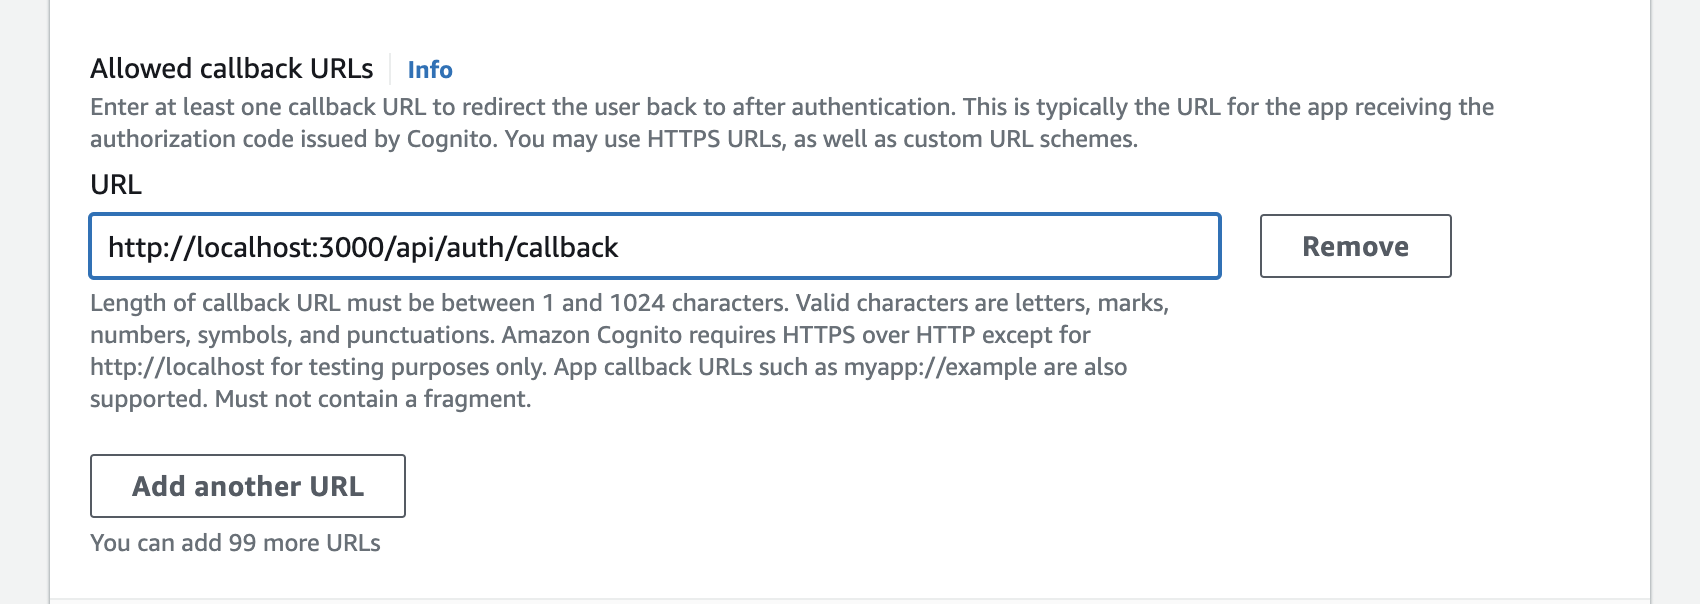 Allowed callback URLs Info
Enter at least one callback URL to redirect the user back to after authentication. This is typically the URL for the app receiving the
authorization code issued by Cognito. You may use HTTPS URLs, as well as custom URL schemes.
URL
http://localhost:3000/api/auth/callback Remove
Length of callback URL must be between 1 and 1024 characters. Valid characters are letters, marks,
numbers, symbols, and punctuations. Amazon Cognito requires HTTPS over HTTP except for
http://localhost for testing purposes only. App callback URLs such as myapp://example are also
supported. Must not contain a fragment.
Add another URL
You can add 99 more URLs